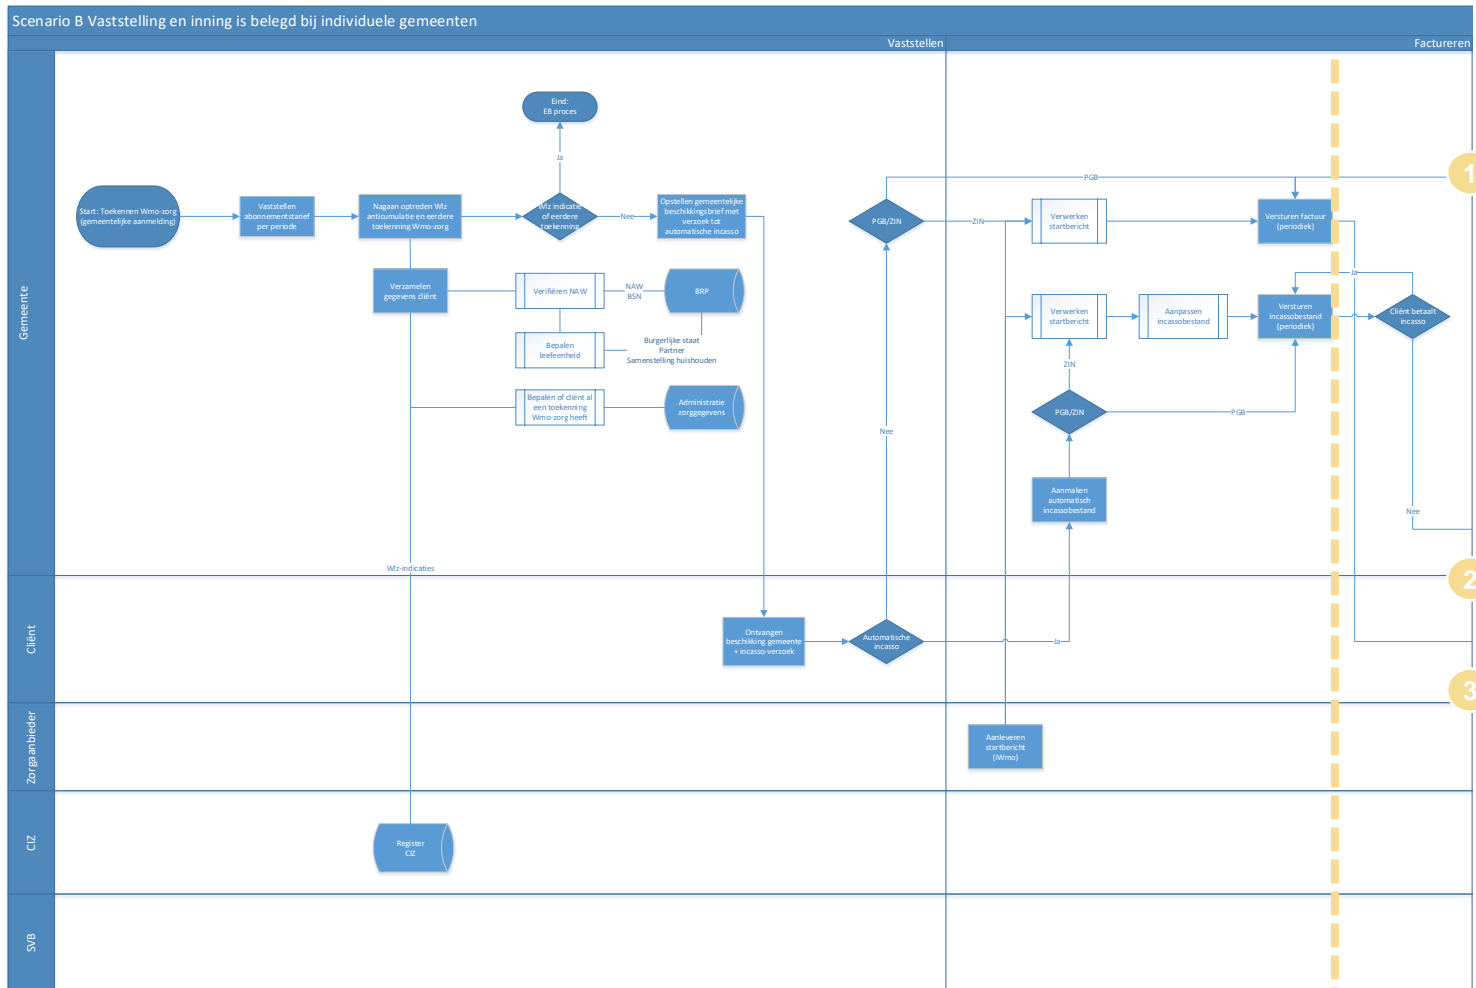 Scenario B Vaststelling en inning is belegd bij individuele gemeenten
Vaststellen
Factureren
Gemeente
Eind:
EB proces
Ja
Start: Toekennen Wmo-zorg
(gemeentelijke aanmelding)
Vaststellen
abonnementstarief
per periode
Nagaan optreden Wlz
anticumulatie en eerdere
toekenning Wmo-zorg
Wlz indicatie
of eerdere
toekenning
Nee
Opstellen gemeentelijke
beschikkingsbrief met
verzoek tot
automatische incasso
PGB/ZIN
PGB
ZIN
Verwerken
startbericht
Versturen factuur
(periodiek)
1
Verzamelen
gegevens cliënt
Verifiëren NAW
NAW
BSN
BRP
Bepalen
leefeenheid
Burgerlijke staat
Partner
Samenstelling huishouden
Verwerken
startbericht
Aanpassen
incassobestand
Versturen
incassobestand
(periodiek)
Ja
Cliënt betaalt
incasso
ZIN
Bepalen of cliënt al
een toekenning
Wmo-zorg heeft
Administratie
zorggegevens
PGB/ZIN
PGB
Nee
Aanmaken
automatisch
incassobestand
Nee
Wlz-indicaties
2
Cliënt
Ontvangen
beschikking gemeente
+ incasso-verzoek
Automatische
incasso
Ja
3
Zorgaanbieder
Aanleveren
startbericht
(iWmo)
CIZ
Register
CIZ
SVB